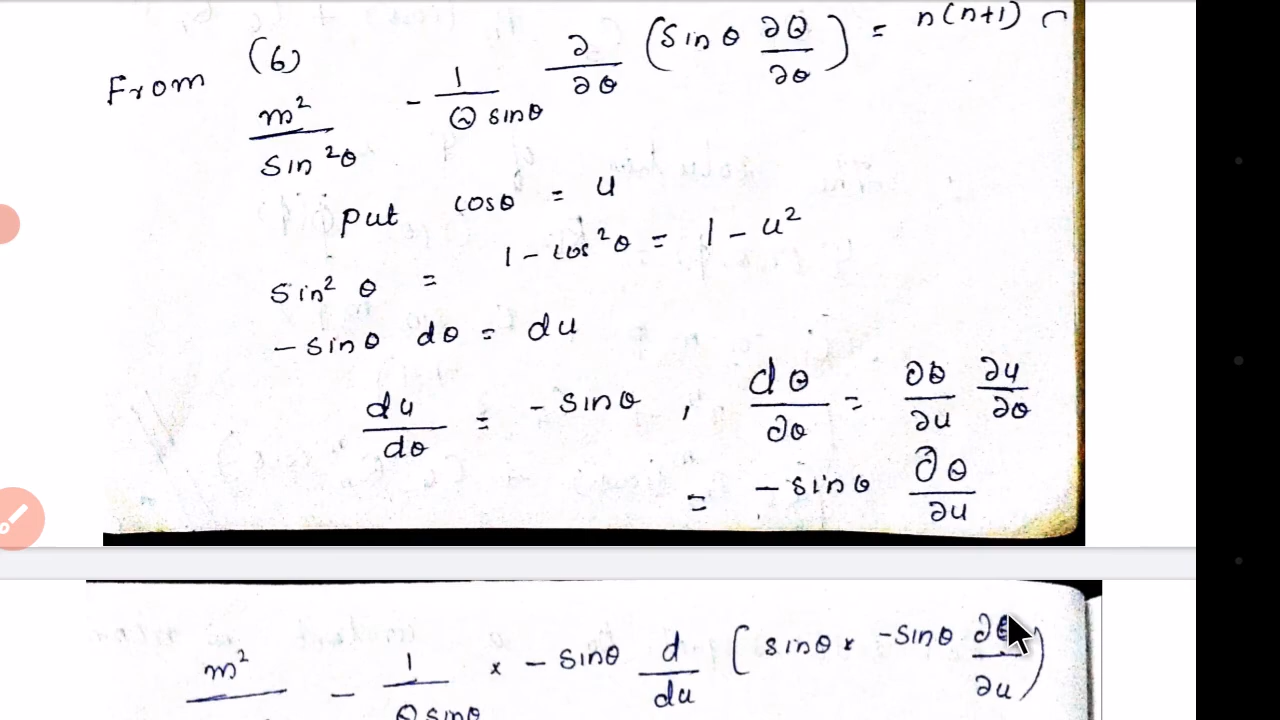 From (6)
m²/sin²θ - 1/(Θ sinθ) ∂/∂θ (sin θ ∂Θ/∂θ) = n(n+1)
put cosθ = u
sin² θ = 1 - cos²θ = 1 - u²
- sinθ dθ = du
du/dθ = - sinθ , dθ/∂θ = ∂θ/∂u ∂u/∂θ
= - sinθ ∂θ/∂u
m² - 1/(Θ sinθ) x - sinθ d/du (sinθ x -sinθ ∂θ/∂u)